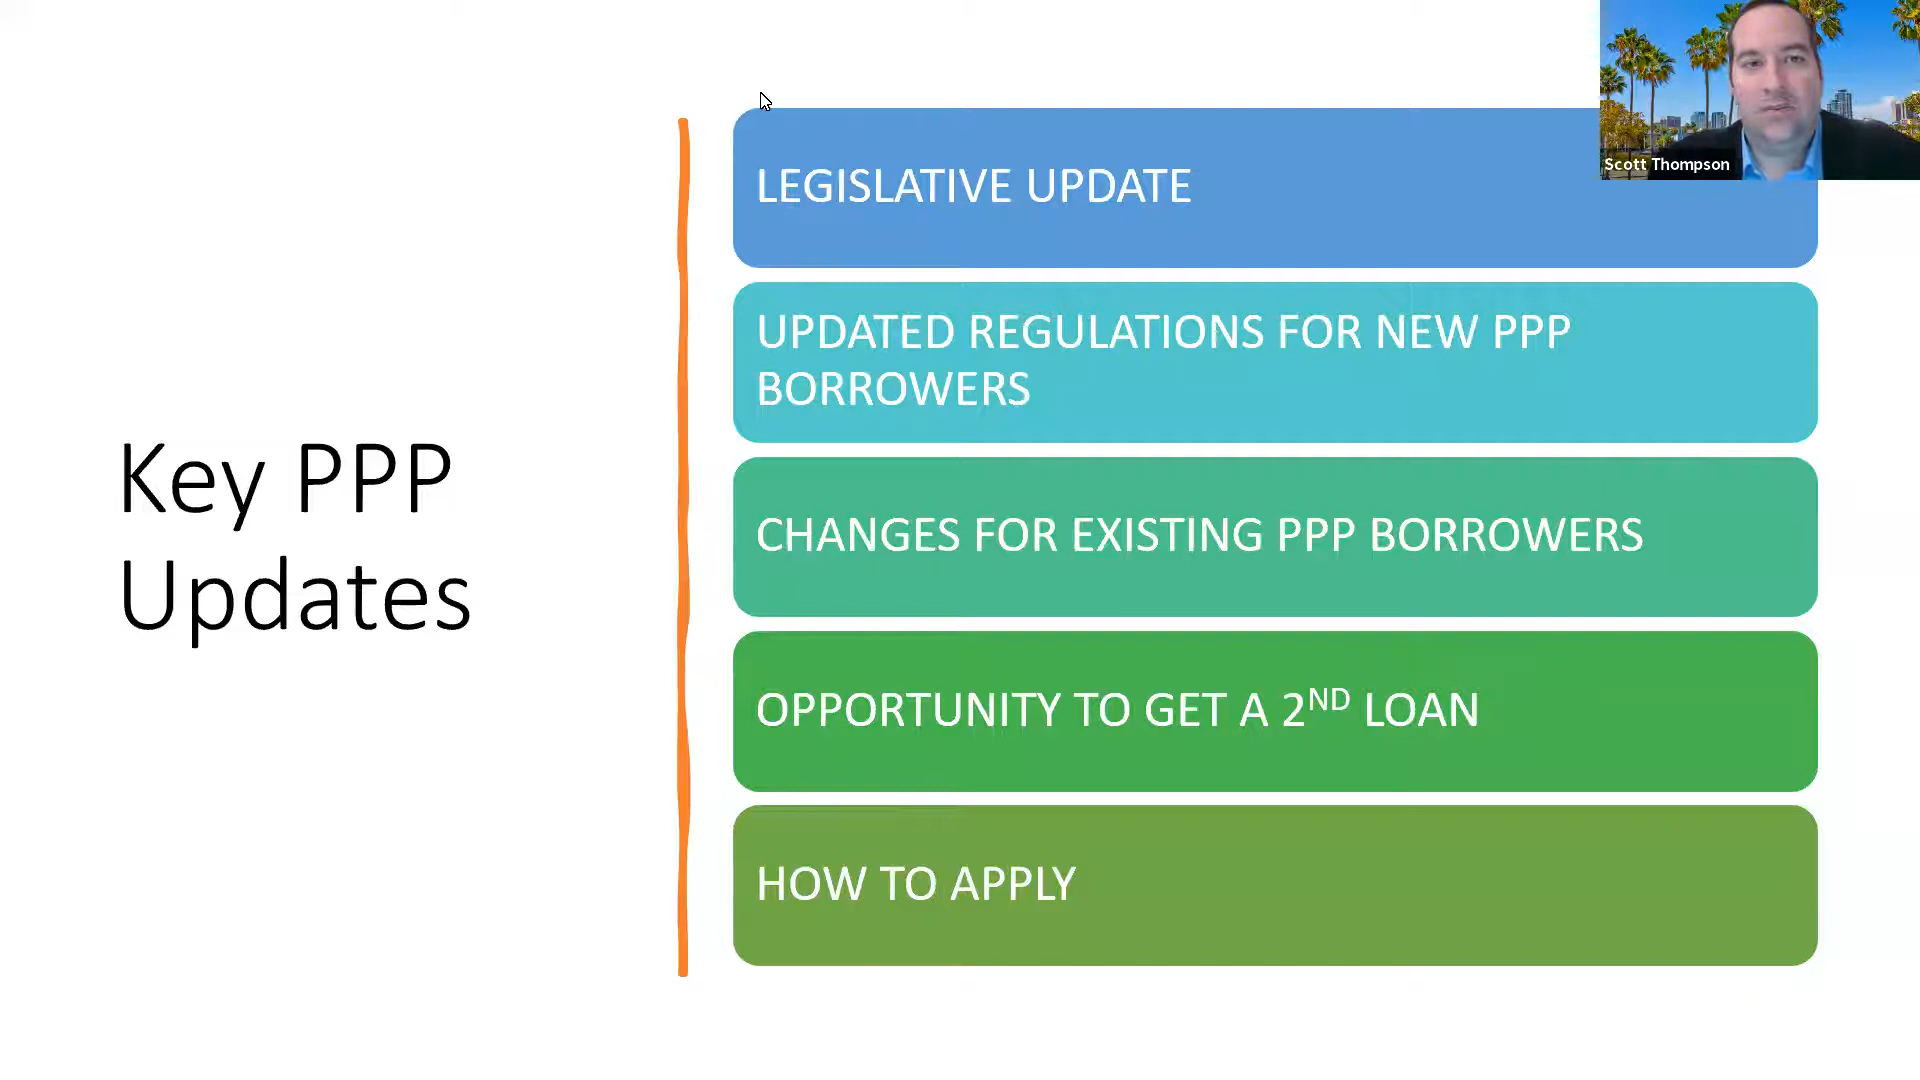 Key PPP
Updates
LEGISLATIVE UPDATE
UPDATED REGULATIONS FOR NEW PPP
BORROWERS
CHANGES FOR EXISTING PPP BORROWERS
OPPORTUNITY TO GET A 2ND LOAN
HOW TO APPLY
Scott Thompson